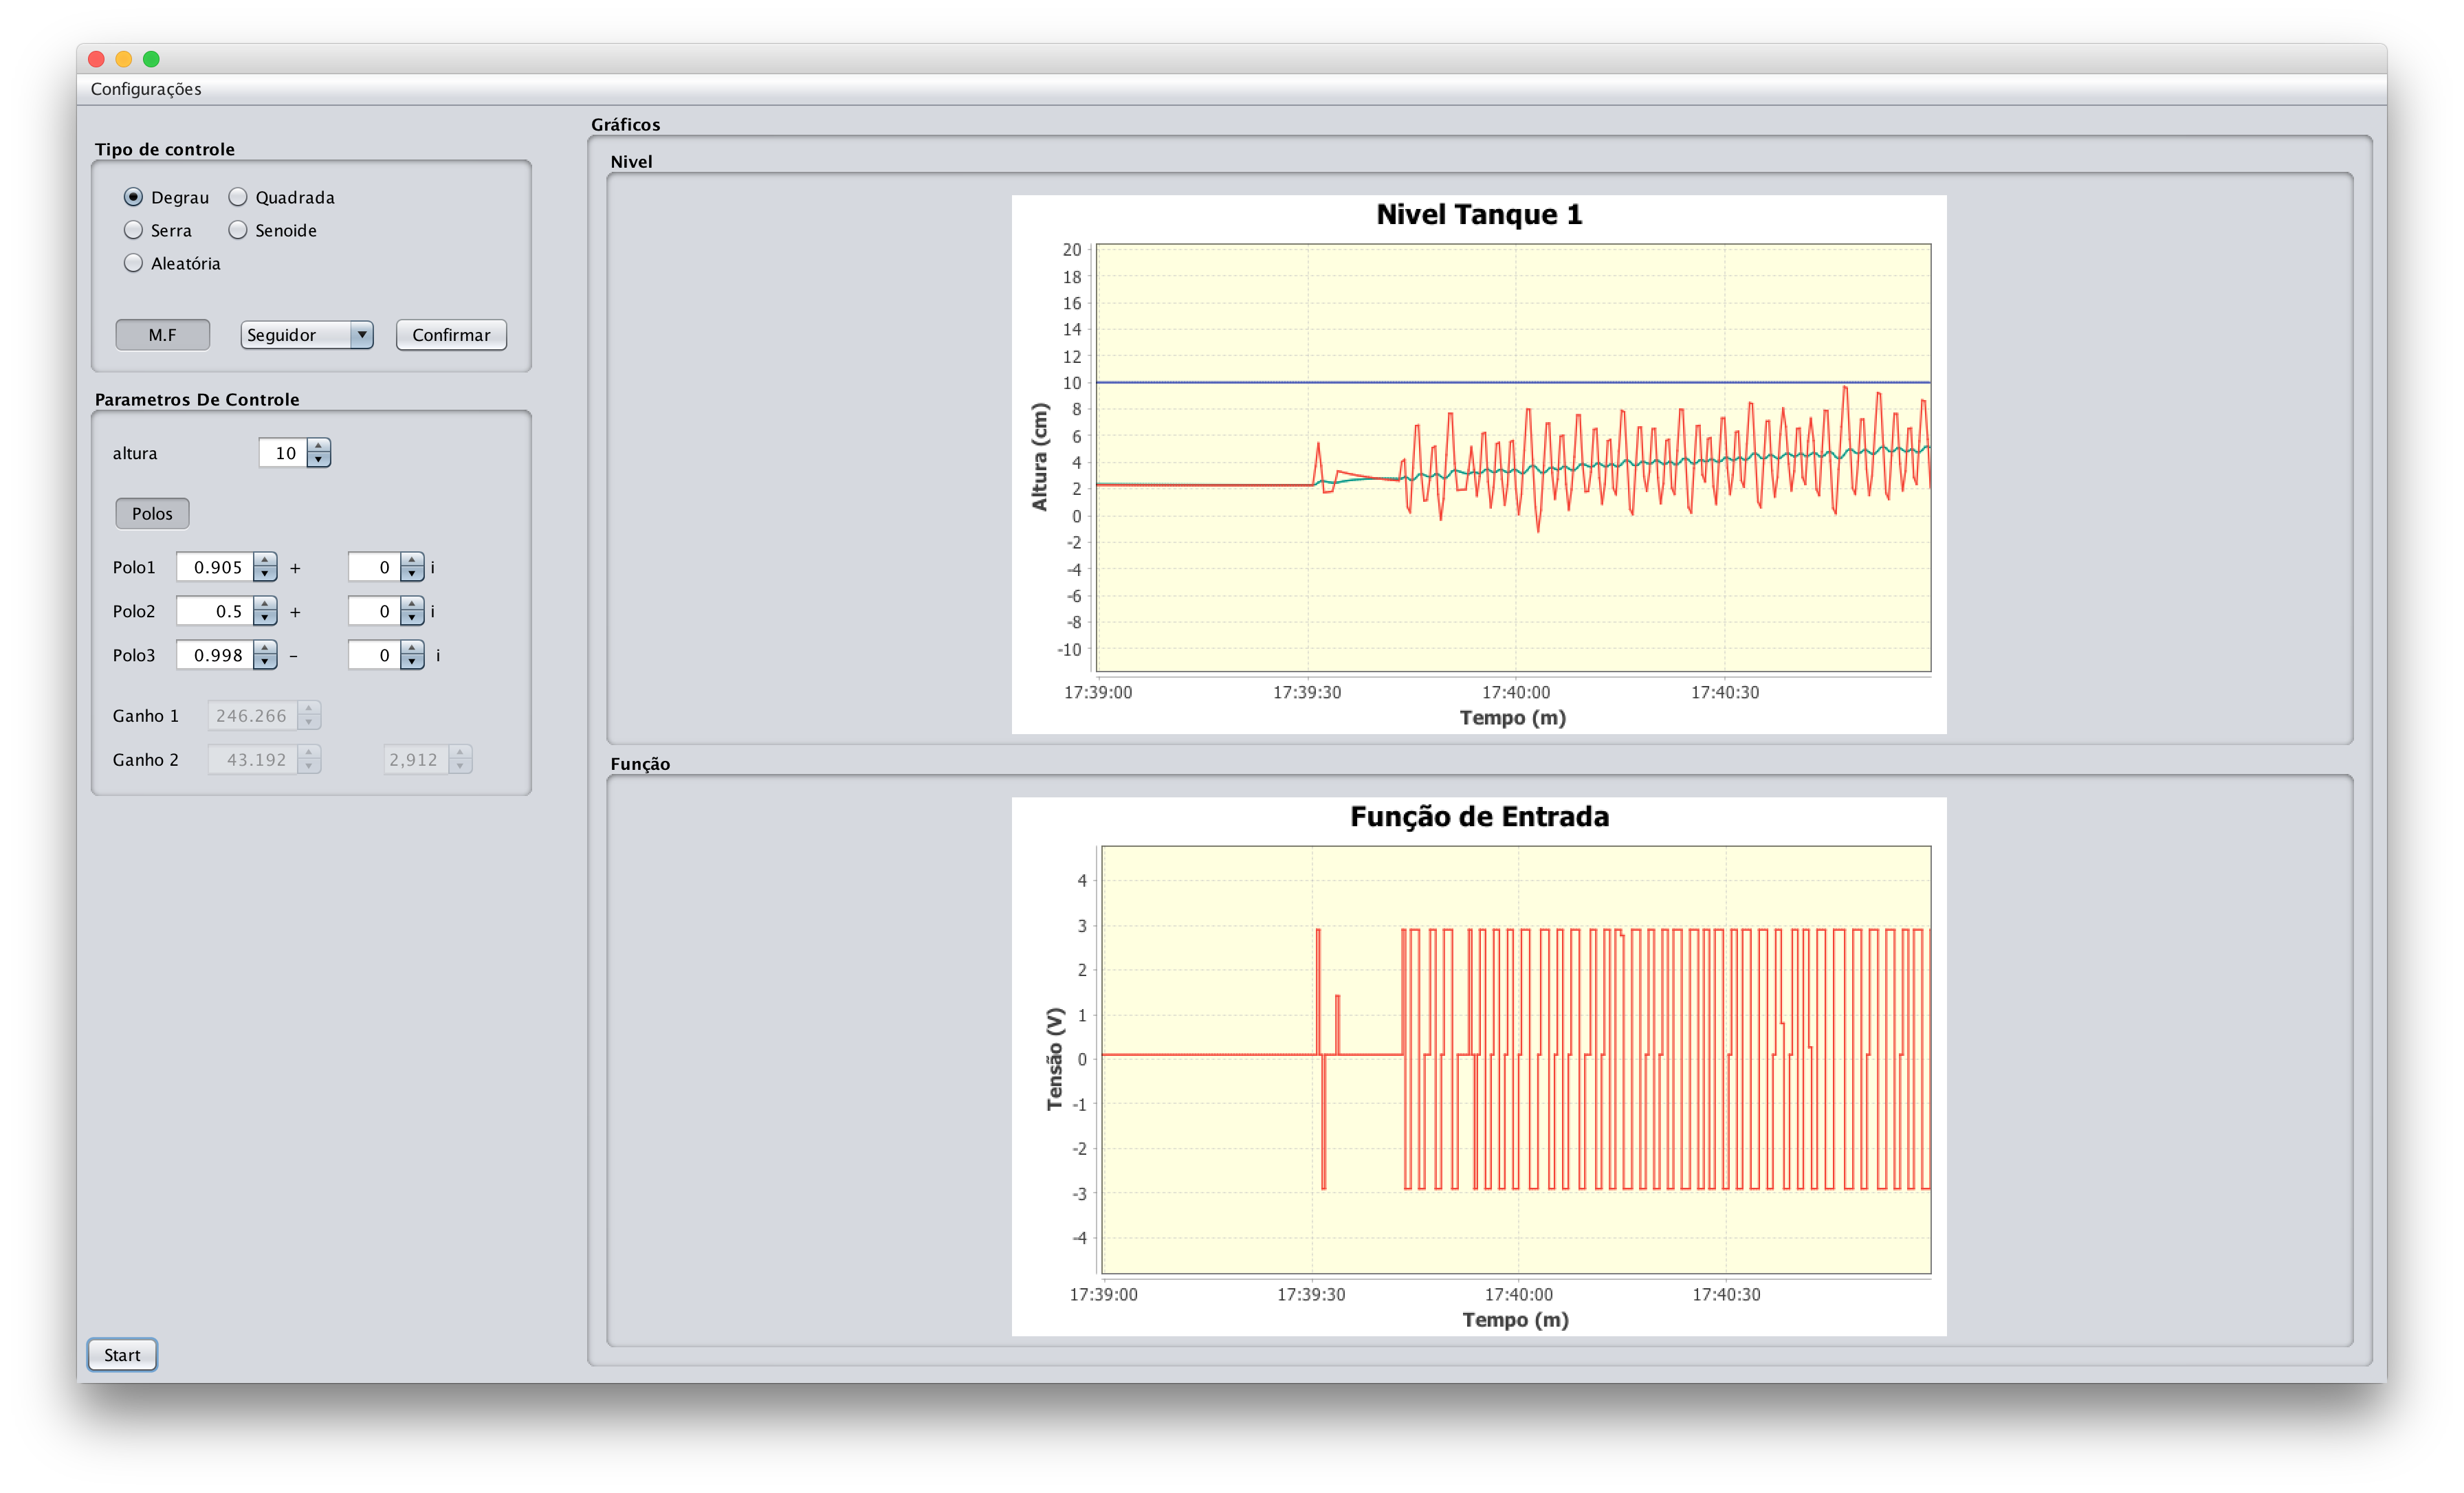 Configurações
Tipo de controle
Degrau Quadrada
Serra Senoide
Aleatória
M.F Seguidor Confirmar
Parametros De Controle
altura 10
Polos
Polo1 0.905 + 0 i
Polo2 0.5 + 0 i
Polo3 0.998 - 0 i
Ganho 1 246.266
Ganho 2 43.192 2,912
Start
Gráficos
Nivel
Nivel Tanque 1
Altura (cm)
20
18
16
14
12
10
8
6
4
2
0
-2
-4
-6
-8
-10
17:39:00 17:39:30 17:40:00 17:40:30
Tempo (m)
Função
Função de Entrada
Tensão (V)
4
3
2
1
0
-1
-2
-3
-4
17:39:00 17:39:30 17:40:00 17:40:30
Tempo (m)